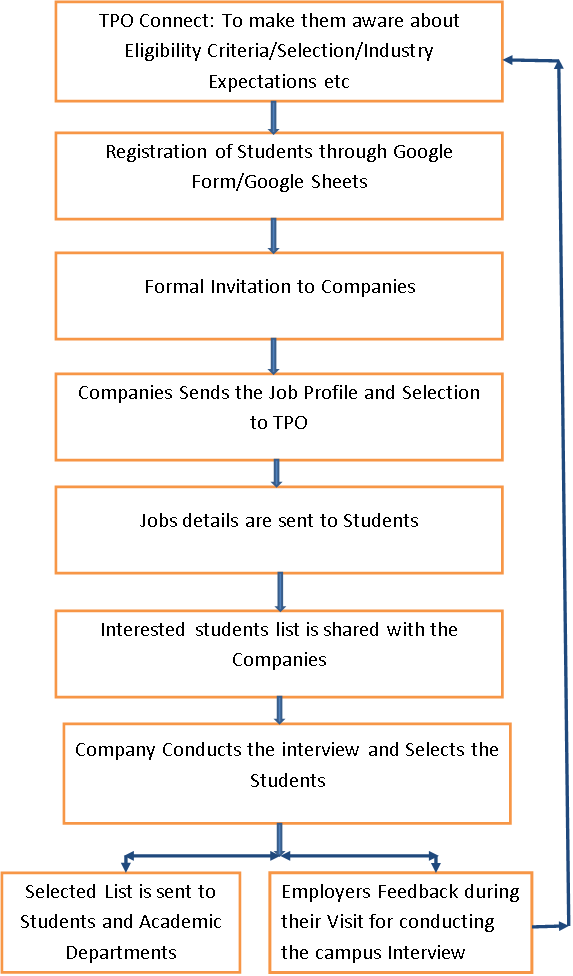 TPO Connect: To make them aware about
Eligibility Criteria/Selection/Industry
Expectations etc
Registration of Students through Google
Form/Google Sheets
Formal Invitation to Companies
Companies Sends the Job Profile and Selection
to TPO
Jobs details are sent to Students
Interested students list is shared with the
Companies
Company Conducts the interview and Selects the
Students
Selected List is sent to
Students and Academic
Departments
Employers Feedback during
their Visit for conducting
the campus Interview